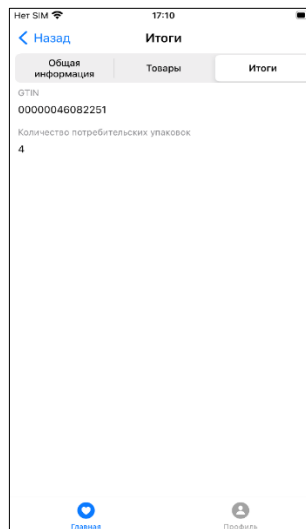 Нет SIM 17:10
Назад Итоги
Общая информация Товары Итоги
GTIN
00000046082251
Количество потребительских упаковок
4
Главная Профиль